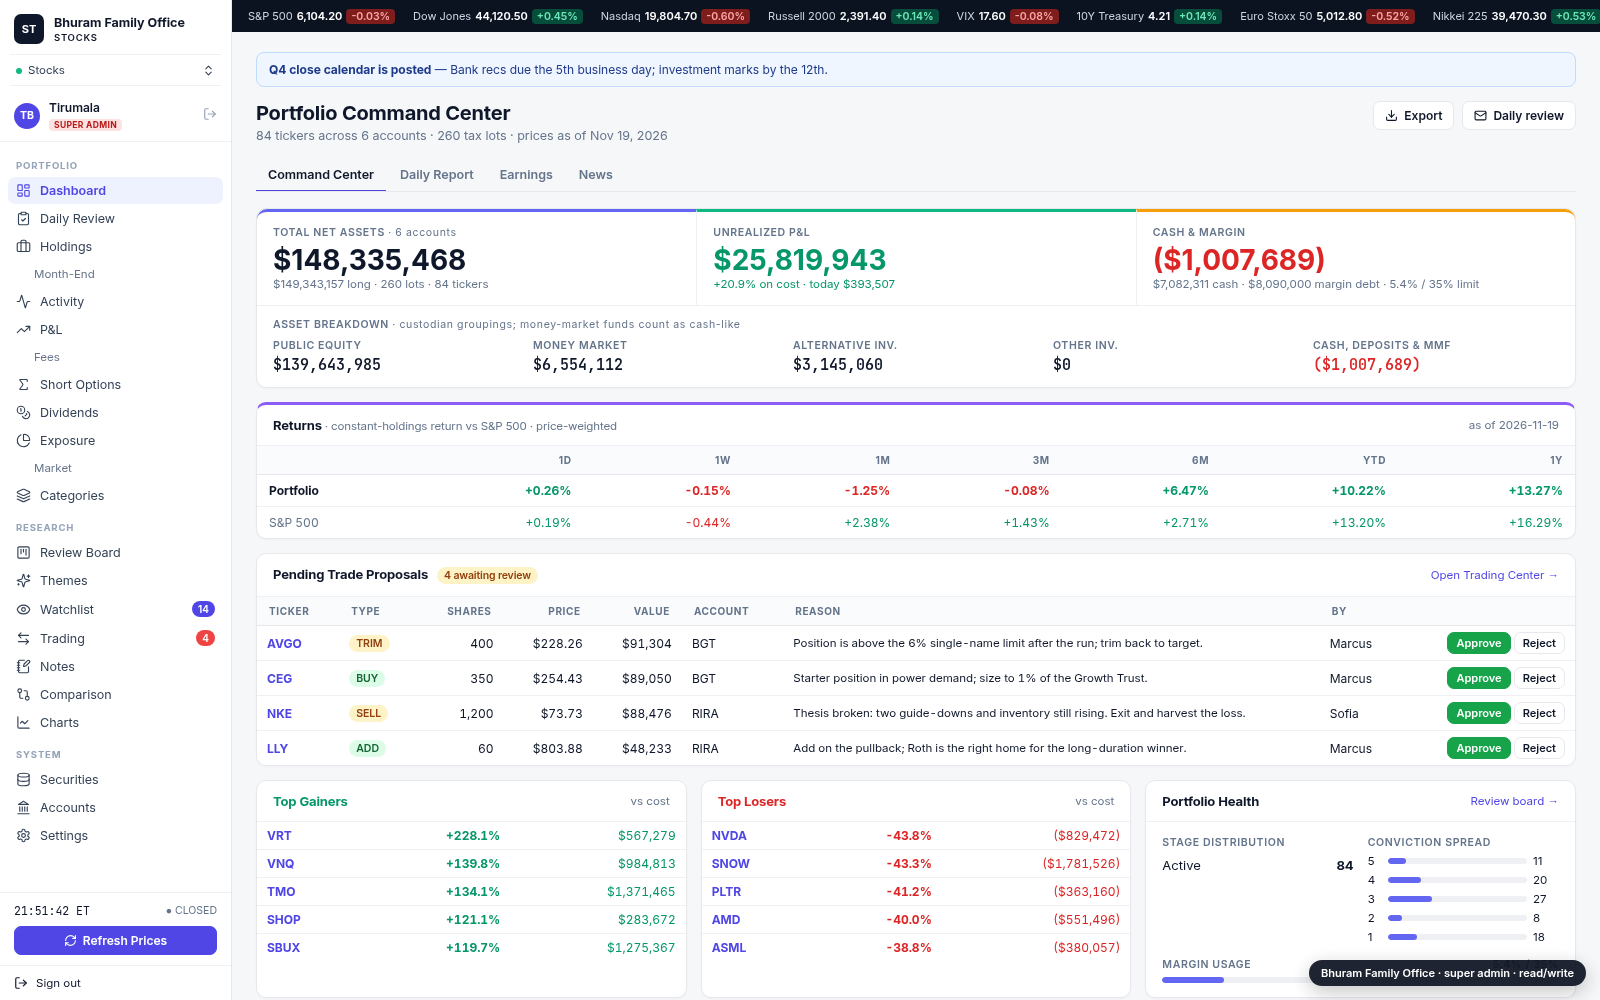 ST
Bhuram Family Office
STOCKS
Stocks
TB
Tirumala
SUPER ADMIN
PORTFOLIO
Dashboard
Daily Review
Holdings
Month-End
Activity
P&L
Fees
Short Options
Dividends
Exposure
Market
Categories
RESEARCH
Review Board
Themes
Watchlist 14
Trading 4
Notes
Comparison
Charts
SYSTEM
Securities
Accounts
Settings
21:51:42 ET CLOSED
Refresh Prices
Sign out
S&P 500 6,104.20 -0.03% Dow Jones 44,120.50 +0.45% Nasdaq 19,804.70 -0.60% Russell 2000 2,391.40 +0.14% VIX 17.60 -0.08% 10Y Treasury 4.21 +0.14% Euro Stoxx 50 5,012.80 -0.52% Nikkei 225 39,470.30 +0.53%
Q4 close calendar is posted — Bank recs due the 5th business day; investment marks by the 12th.
Portfolio Command Center
84 tickers across 6 accounts · 260 tax lots · prices as of Nov 19, 2026
Export Daily review
Command Center Daily Report Earnings News
TOTAL NET ASSETS · 6 accounts
$148,335,468
$149,343,157 long · 260 lots · 84 tickers
UNREALIZED P&L
$25,819,943
+20.9% on cost · today $393,507
CASH & MARGIN
($1,007,689)
$7,082,311 cash · $8,090,000 margin debt · 5.4% / 35% limit
ASSET BREAKDOWN · custodian groupings; money-market funds count as cash-like
PUBLIC EQUITY MONEY MARKET ALTERNATIVE INV. OTHER INV. CASH, DEPOSITS & MMF
$139,643,985 $6,554,112 $3,145,060 $0 ($1,007,689)
Returns · constant-holdings return vs S&P 500 · price-weighted as of 2026-11-19
1D 1W 1M 3M 6M YTD 1Y
Portfolio +0.26% -0.15% -1.25% -0.08% +6.47% +10.22% +13.27%
S&P 500 +0.19% -0.44% +2.38% +1.43% +2.71% +13.20% +16.29%
Pending Trade Proposals 4 awaiting review Open Trading Center →
TICKER TYPE SHARES PRICE VALUE ACCOUNT REASON BY
AVGO TRIM 400 $228.26 $91,304 BGT Position is above the 6% single-name limit after the run; trim back to target. Marcus Approve Reject
CEG BUY 350 $254.43 $89,050 BGT Starter position in power demand; size to 1% of the Growth Trust. Marcus Approve Reject
NKE SELL 1,200 $73.73 $88,476 RIRA Thesis broken: two guide-downs and inventory still rising. Exit and harvest the loss. Sofia Approve Reject
LLY ADD 60 $803.88 $48,233 RIRA Add on the pullback; Roth is the right home for the long-duration winner. Marcus Approve Reject
Top Gainers vs cost
VRT +228.1% $567,279
VNQ +139.8% $984,813
TMO +134.1% $1,371,465
SHOP +121.1% $283,672
SBUX +119.7% $1,275,367
Top Losers vs cost
NVDA -43.8% ($829,472)
SNOW -43.3% ($1,781,526)
PLTR -41.2% ($363,160)
AMD -40.0% ($551,496)
ASML -38.8% ($380,057)
Portfolio Health Review board →
STAGE DISTRIBUTION
Active 84
CONVICTION SPREAD
5 11
4 20
3 27
2 8
1 18
MARGIN USAGE
Bhuram Family Office · super admin · read/write